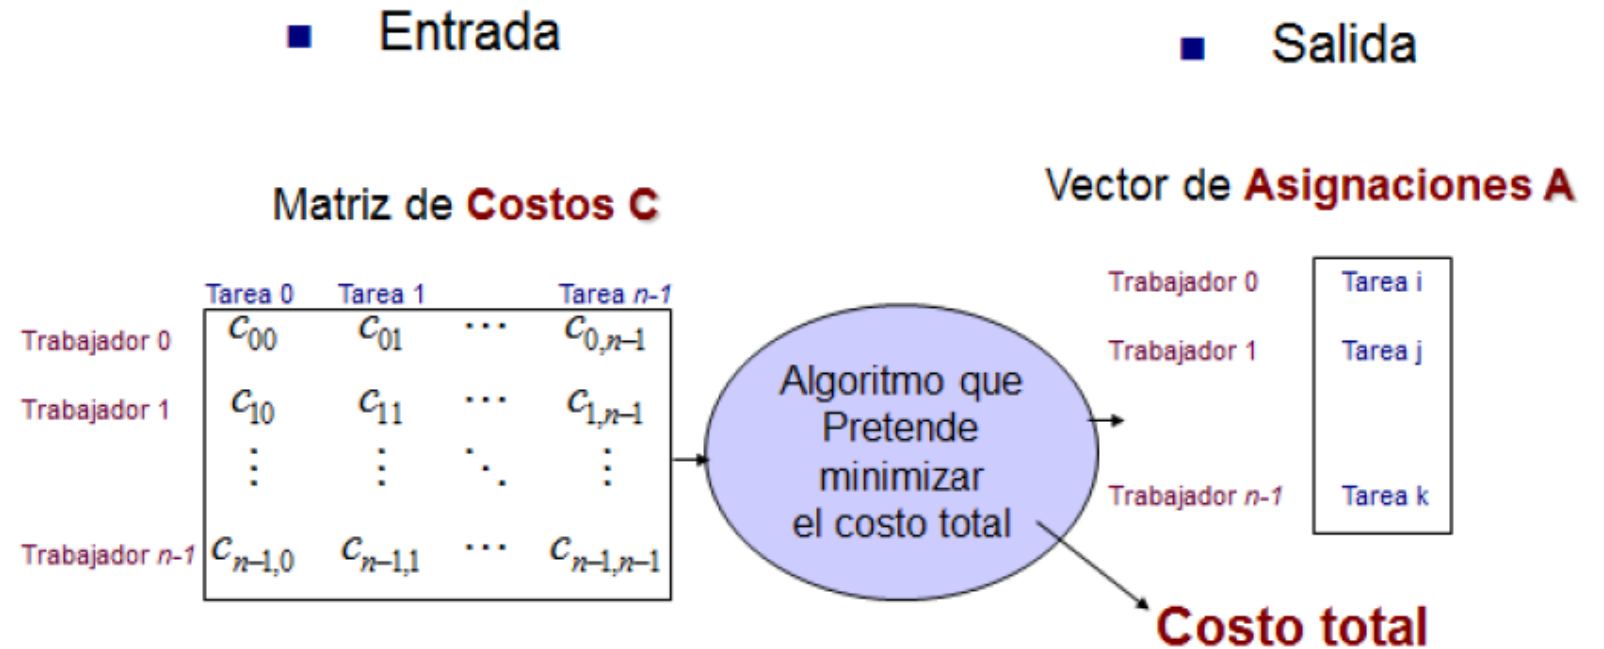 Entrada
Salida
Matriz de Costos C
Vector de Asignaciones A
Tarea 0 Tarea 1 Tarea n-1
Trabajador 0 c00 c01 ⋯ c0,n−1
Trabajador 1 c10 c11 ⋯ c1,n−1
⋮ ⋮ ⋱ ⋮
Trabajador n-1 cn−1,0 cn−1,1 ⋯ cn−1,n−1
Algoritmo que
Pretende
minimizar
el costo total
Trabajador 0 Tarea i
Trabajador 1 Tarea j
Trabajador n-1 Tarea k
Costo total